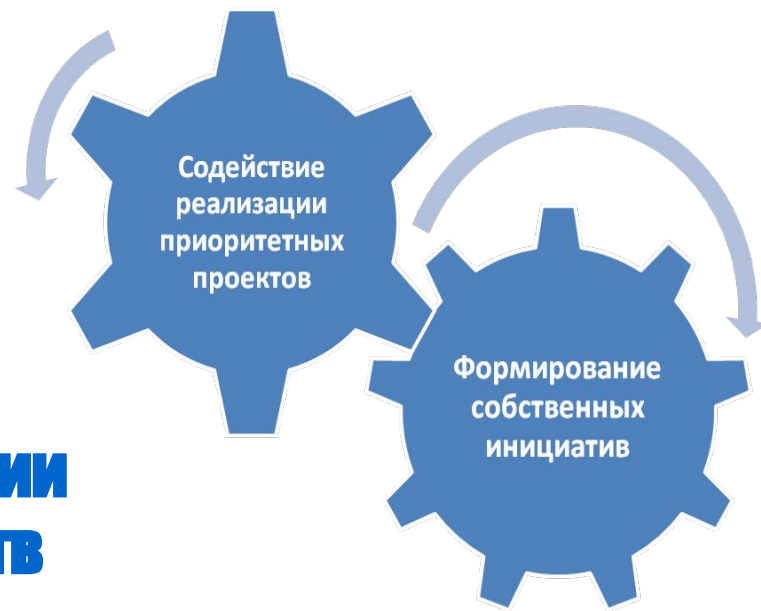 Содействие
реализации
приоритетных
проектов
Формирование
собственных
инициатив